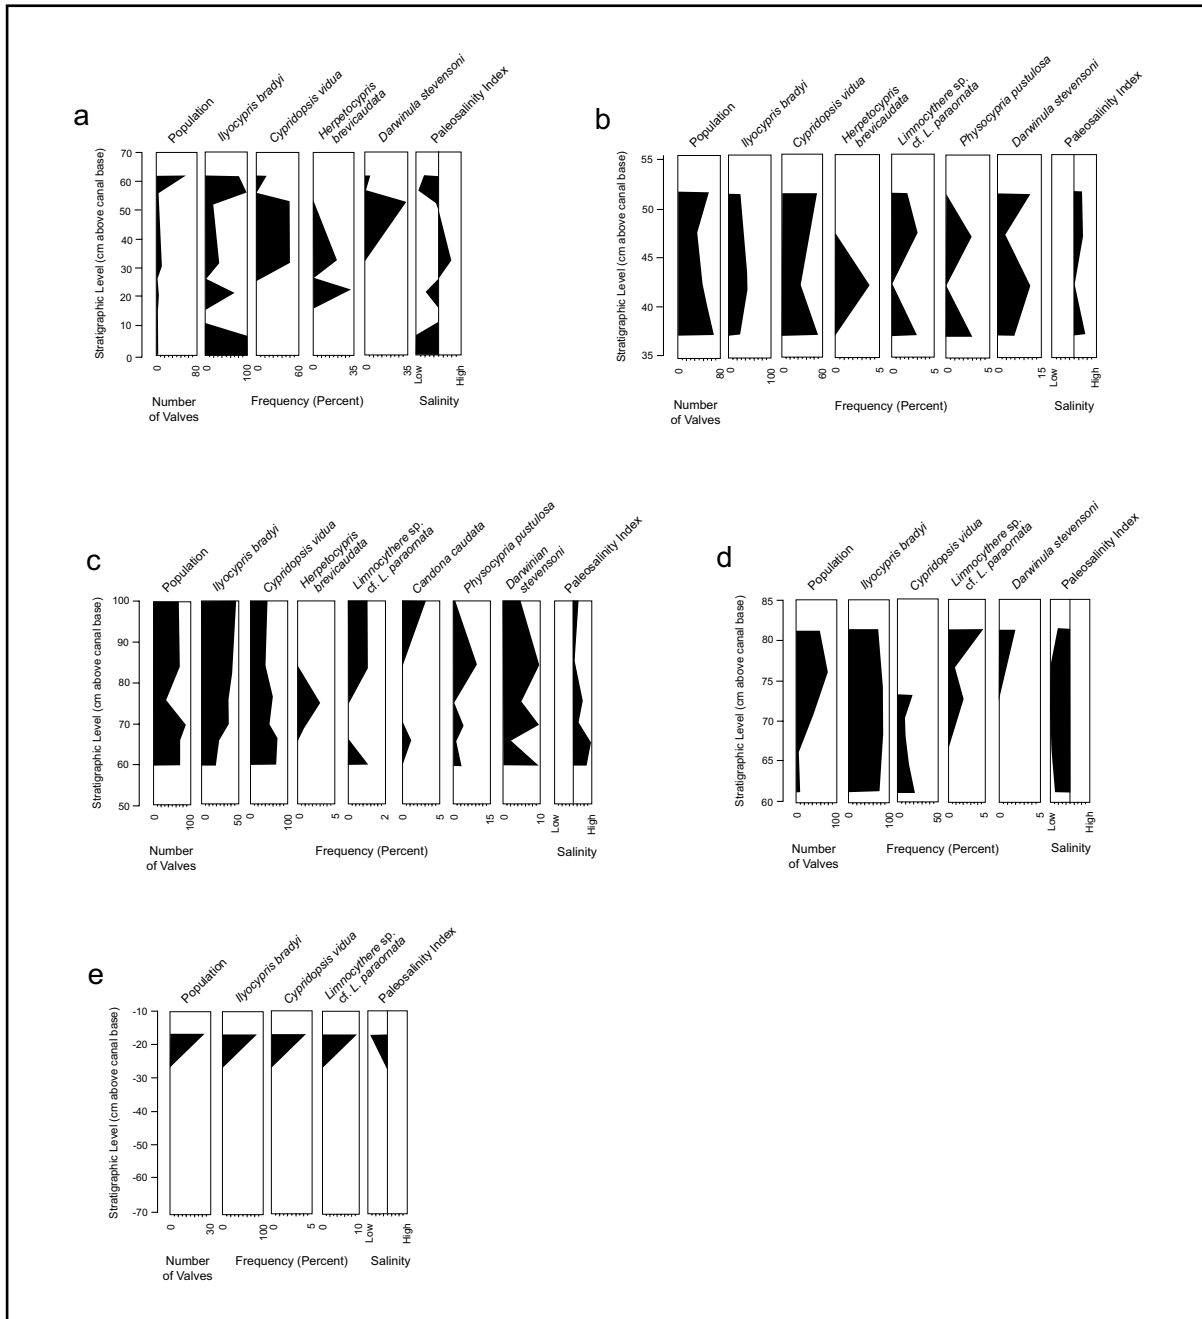 a
Population
Ilyocypris bradyi
Cypridopsis vidua
Herpetocypris
brevicaudata
Darwinula stevensoni
Paleosalinity Index
Stratigraphic Level (cm above canal base)
70
60
50
40
30
20
10
0
0 80
0 100
0 60
0 35
0 35
Low High
Number
of Valves
Frequency (Percent)
Salinity
b
Population
Ilyocypris bradyi
Cypridopsis vidua
Herpetocypris
brevicaudata
Limnocythere sp.
cf. L. paraornata
Physocypria pustulosa
Darwinula stevensoni
Paleosalinity Index
Stratigraphic Level (cm above canal base)
55
50
45
40
35
0 80
0 100
0 60
0 5
0 5
0 5
0 15
Low High
Number
of Valves
Frequency (Percent)
Salinity
c
Population
Ilyocypris bradyi
Cypridopsis vidua
Herpetocypris
brevicaudata
Limnocythere sp.
cf. L. paraornata
Candona caudata
Physocypria pustulosa
Darwinian
stevensoni
Paleosalinity Index
Stratigraphic Level (cm above canal base)
100
90
80
70
60
50
0 100
0 50
0 100
0 5
0 2
0 5
0 15
0 10
Low High
Number
of Valves
Frequency (Percent)
Salinity
d
Population
Ilyocypris bradyi
Cypridopsis vidua
Limnocythere sp.
cf. L. paraornata
Darwinula stevensoni
Paleosalinity Index
Stratigraphic Level (cm above canal base)
85
80
75
70
65
60
0 100
0 100
0 50
0 5
0 5
Low High
Number
of Valves
Frequency (Percent)
Salinity
e
Population
Ilyocypris bradyi
Cypridopsis vidua
Limnocythere sp.
cf. L. paraornata
Paleosalinity Index
Stratigraphic Level (cm above canal base)
-10
-20
-30
-40
-50
-60
-70
0 30
0 100
0 5
0 10
Low High
Number
of Valves
Frequency (Percent)
Salinity